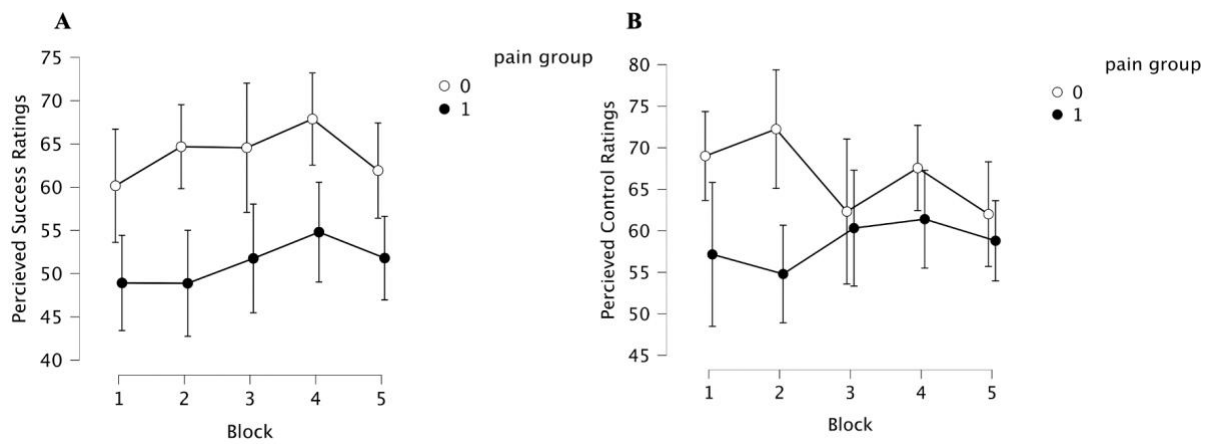 A
pain group
0
1
Percieved Success Ratings
75
70
65
60
55
50
45
40
1 2 3 4 5
Block
B
pain group
0
1
Percieved Control Ratings
80
75
70
65
60
55
50
45
1 2 3 4 5
Block